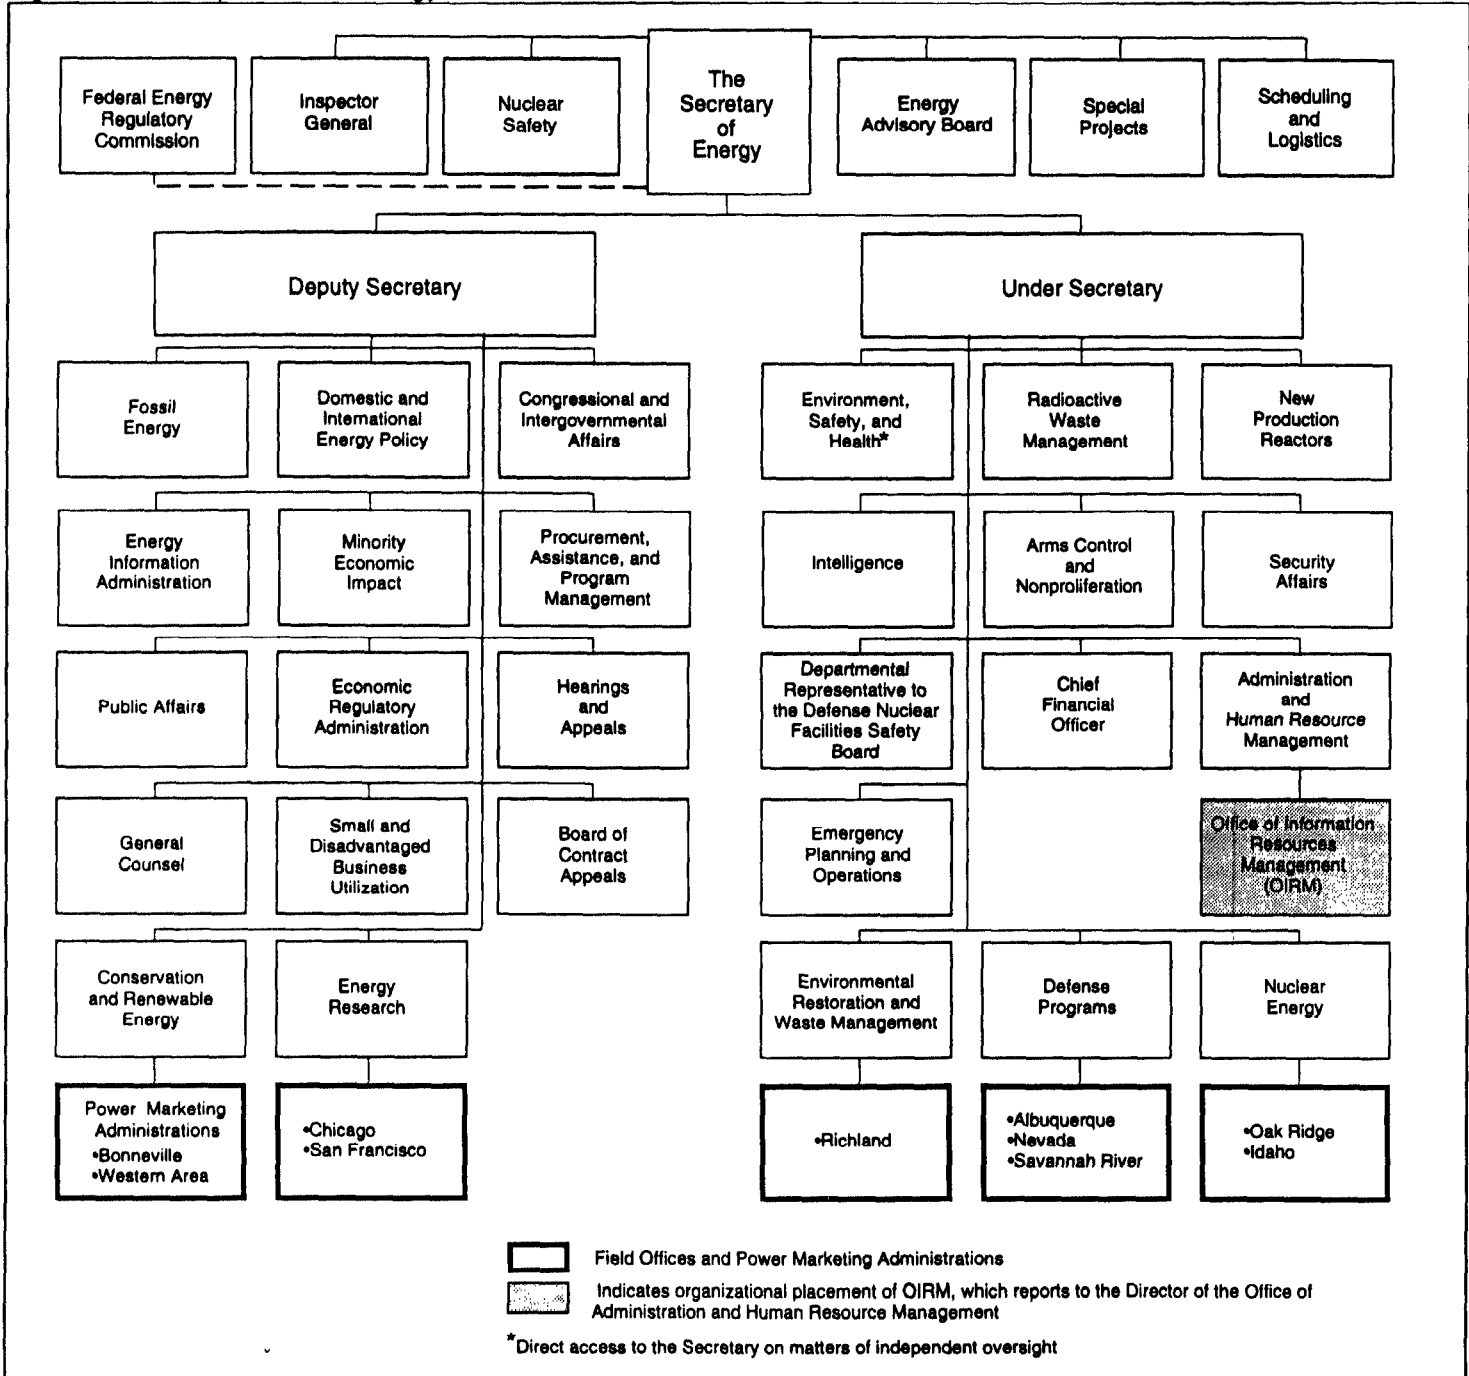 Federal Energy
Regulatory
Commission
Inspector
General
Nuclear
Safety
The
Secretary
of
Energy
Energy
Advisory Board
Special
Projects
Scheduling
and
Logistics
Deputy Secretary
Under Secretary
Fossil
Energy
Domestic and
International
Energy Policy
Congressional and
Intergovernmental
Affairs
Environment,
Safety, and
Health*
Radioactive
Waste
Management
New
Production
Reactors
Energy
Information
Administration
Minority
Economic
Impact
Procurement,
Assistance, and
Program
Management
Intelligence
Arms Control
and
Nonproliferation
Security
Affairs
Public Affairs
Economic
Regulatory
Administration
Hearings
and
Appeals
Departmental
Representative to
the Defense Nuclear
Facilities Safety
Board
Chief
Financial
Officer
Administration
and
Human Resource
Management
General
Counsel
Small and
Disadvantaged
Business
Utilization
Board of
Contract
Appeals
Emergency
Planning and
Operations
Office of Information
Resources
Management
(OIRM)
Conservation
and Renewable
Energy
Energy
Research
Environmental
Restoration and
Waste Management
Defense
Programs
Nuclear
Energy
Power Marketing
Administrations
•Bonneville
•Western Area
•Chicago
•San Francisco
•Richland
•Albuquerque
•Nevada
•Savannah River
•Oak Ridge
•Idaho
Field Offices and Power Marketing Administrations
Indicates organizational placement of OIRM, which reports to the Director of the Office of
Administration and Human Resource Management
*Direct access to the Secretary on matters of independent oversight